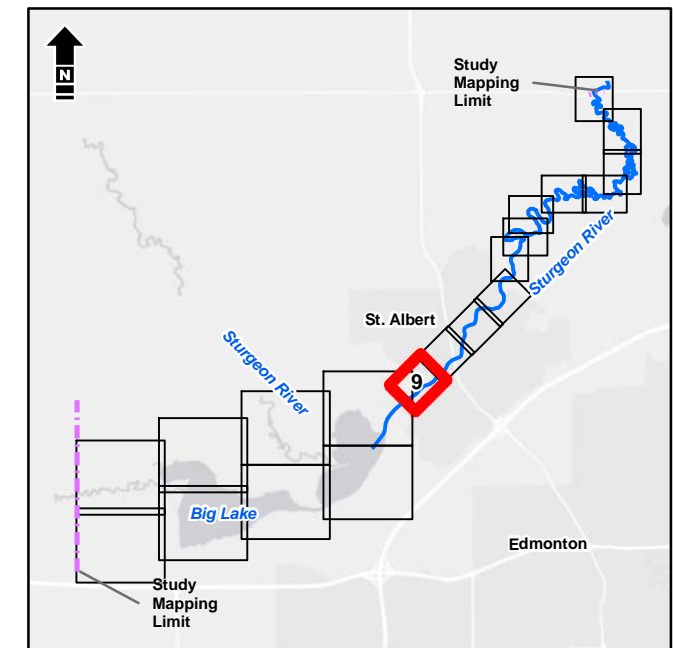 N
Study
Mapping
Limit
Sturgeon River
St. Albert
Sturgeon River
9
Big Lake
Edmonton
Study
Mapping
Limit